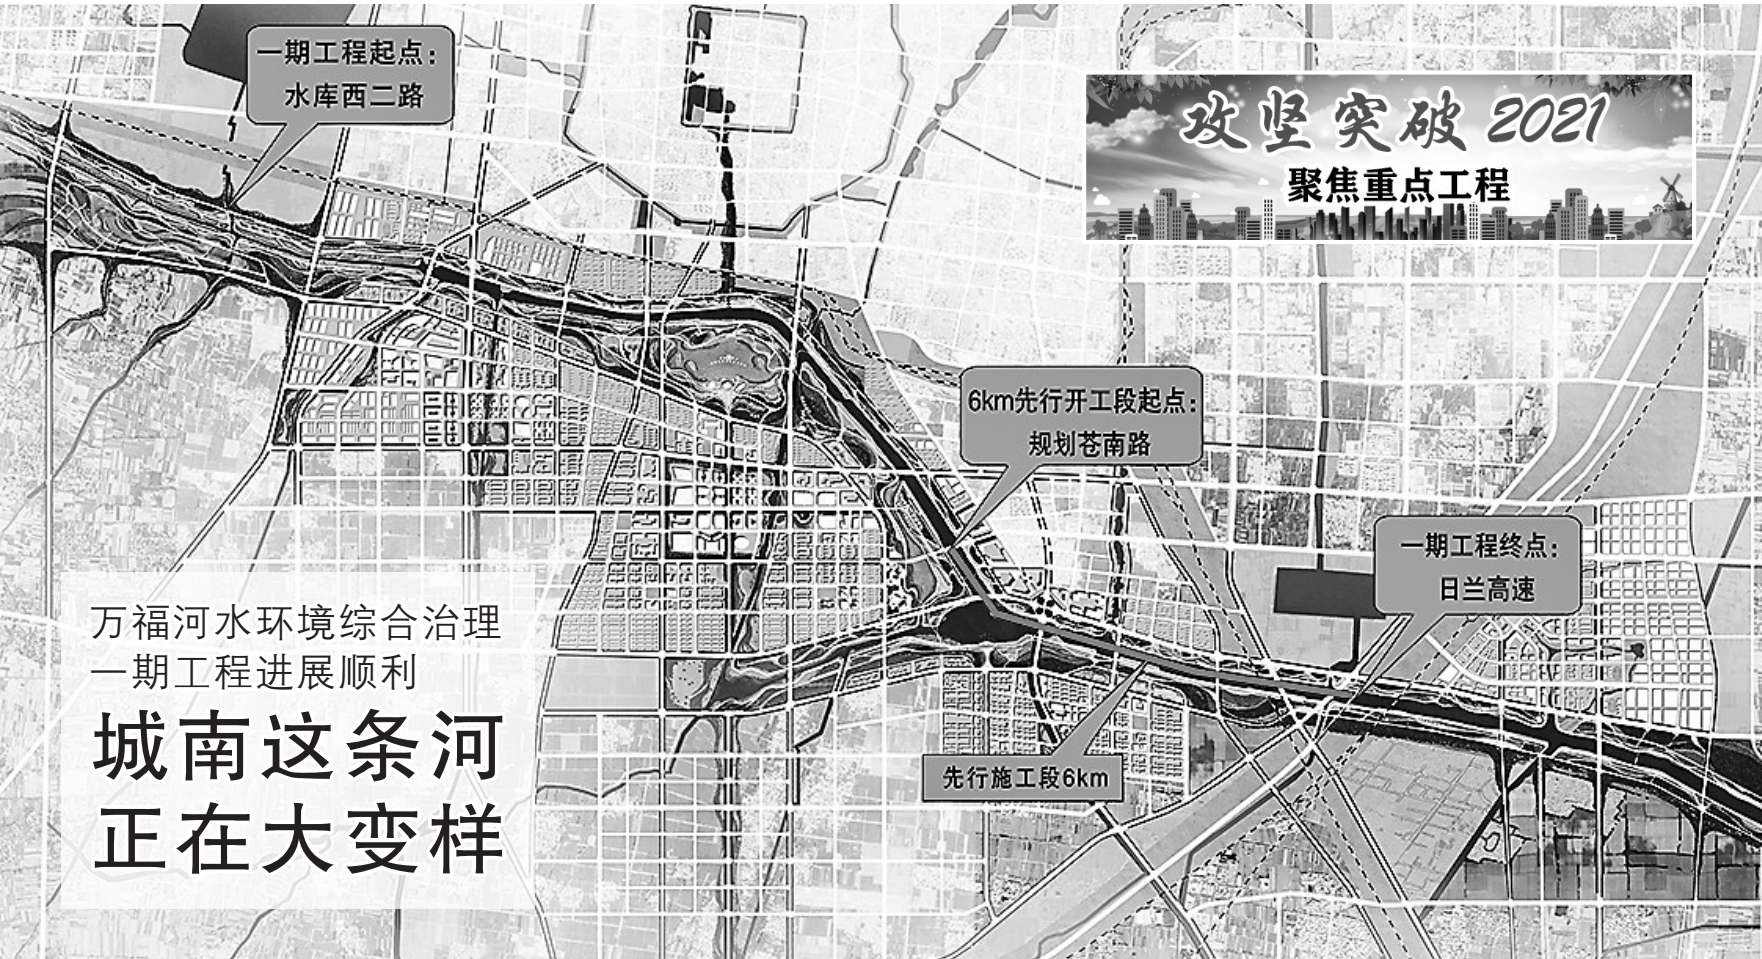 一期工程起点：
水库西二路
攻坚突破 2021
聚焦重点工程
6km先行开工段起点：
规划苍南路
一期工程终点：
日兰高速
先行施工段6km
万福河水环境综合治理
一期工程进展顺利
城南这条河
正在大变样